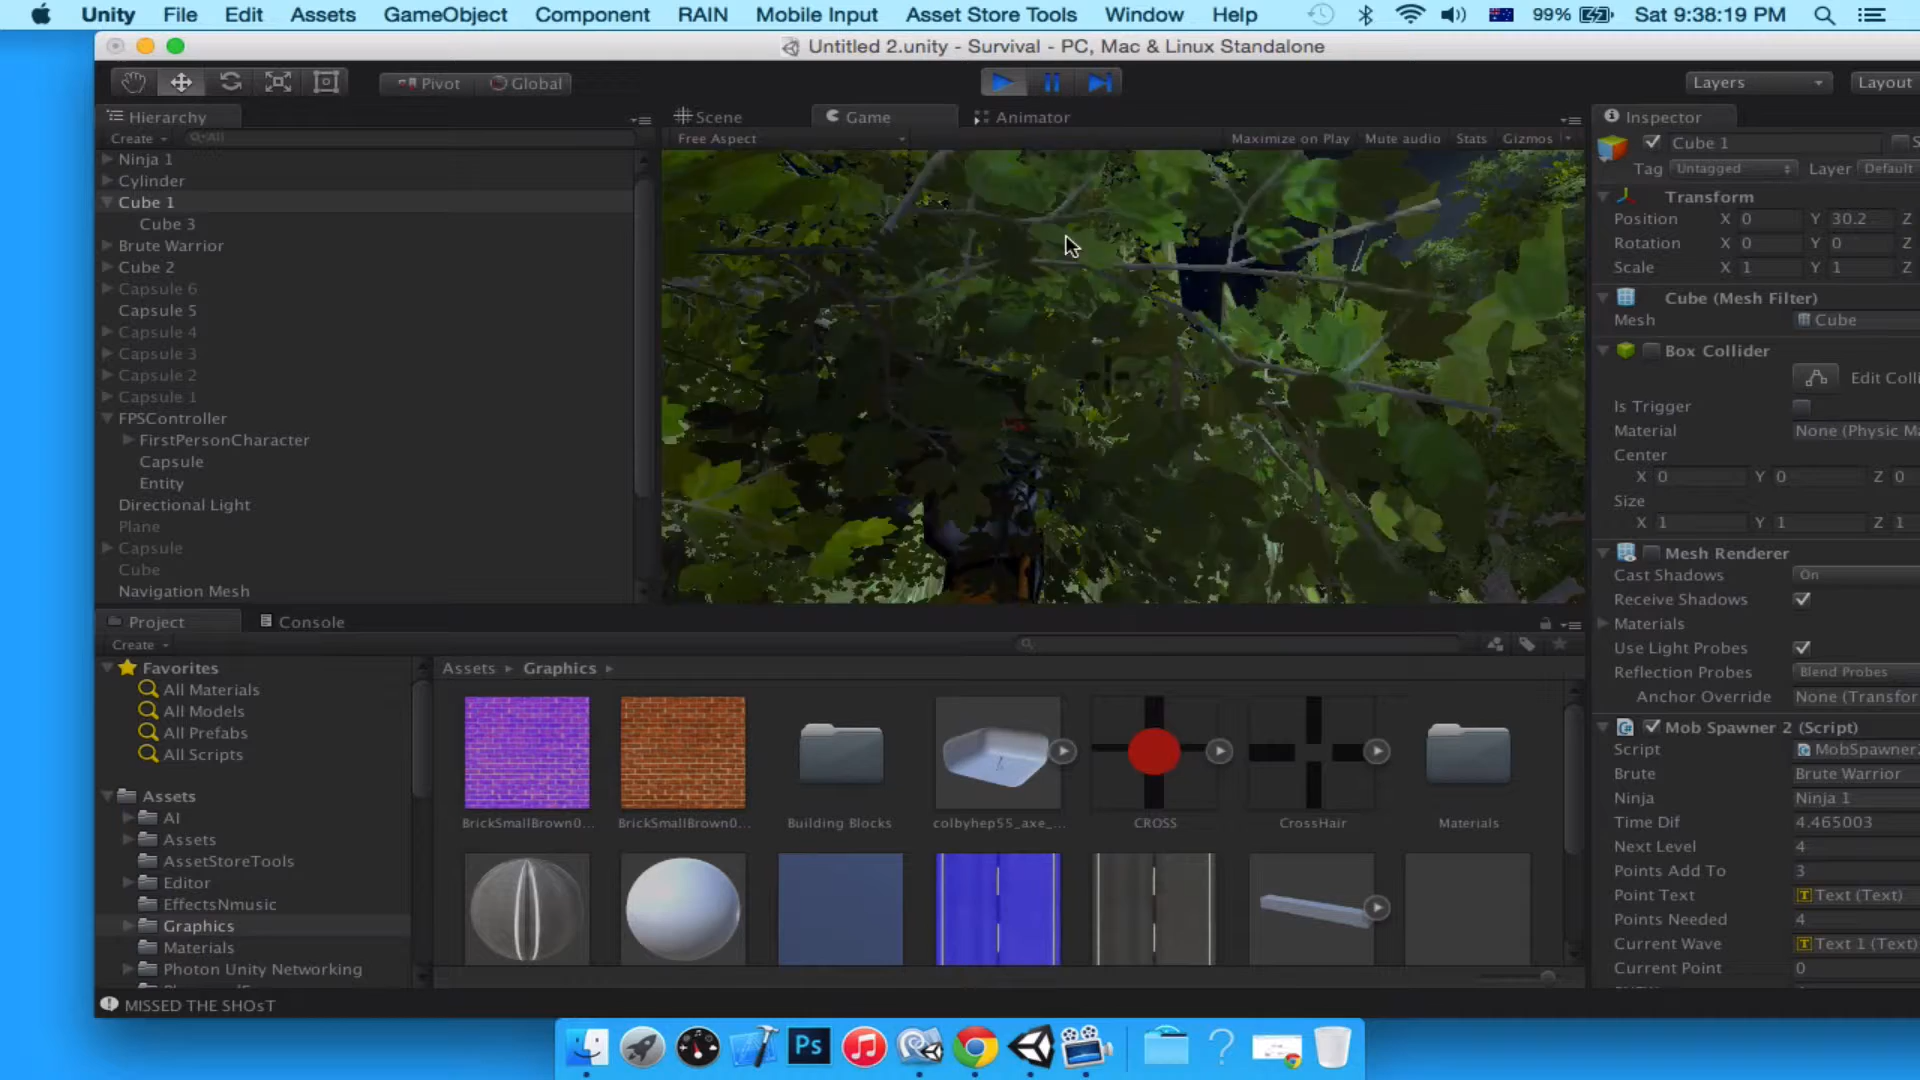 Unity File Edit Assets GameObject Component RAIN Mobile Input Asset Store Tools Window Help 99% Sat 9:38:19 PM
Untitled 2.unity - Survival - PC, Mac & Linux Standalone
Pivot Global Layers Layout
Hierarchy
Create All
Ninja 1
Cylinder
Cube 1
Cube 3
Brute Warrior
Cube 2
Capsule 6
Capsule 5
Capsule 4
Capsule 3
Capsule 2
Capsule 1
FPSController
FirstPersonCharacter
Capsule
Entity
Directional Light
Plane
Capsule
Cube
Navigation Mesh
Scene Game Animator
Free Aspect Maximize on Play Mute audio Stats Gizmos
Inspector
Cube 1
Tag Untagged Layer Default
Transform
Position X 0 Y 30.2 Z
Rotation X 0 Y 0 Z
Scale X 1 Y 1 Z
Cube (Mesh Filter)
Mesh Cube
Box Collider
Edit Colli
Is Trigger
Material None (Physic Ma
Center
X 0 Y 0 Z 0
Size
X 1 Y 1 Z 1
Mesh Renderer
Cast Shadows On
Receive Shadows
Materials
Use Light Probes
Reflection Probes Blend Probes
Anchor Override None (Transfor
Mob Spawner 2 (Script)
Script MobSpawner2
Brute Brute Warrior
Ninja Ninja 1
Time Dif 4.465003
Next Level 4
Points Add To 3
Point Text Text (Text)
Points Needed 4
Current Wave Text 1 (Text)
Current Point 0
Project Console
Create
Favorites
All Materials
All Models
All Prefabs
All Scripts
Assets
AI
Assets
AssetStoreTools
Editor
EffectsNmusic
Graphics
Materials
Photon Unity Networking
Assets Graphics
BrickSmallBrown0... BrickSmallBrown0... Building Blocks colbyhep55_axe_... CROSS CrossHair Materials
MISSED THE SHOsT
Ps